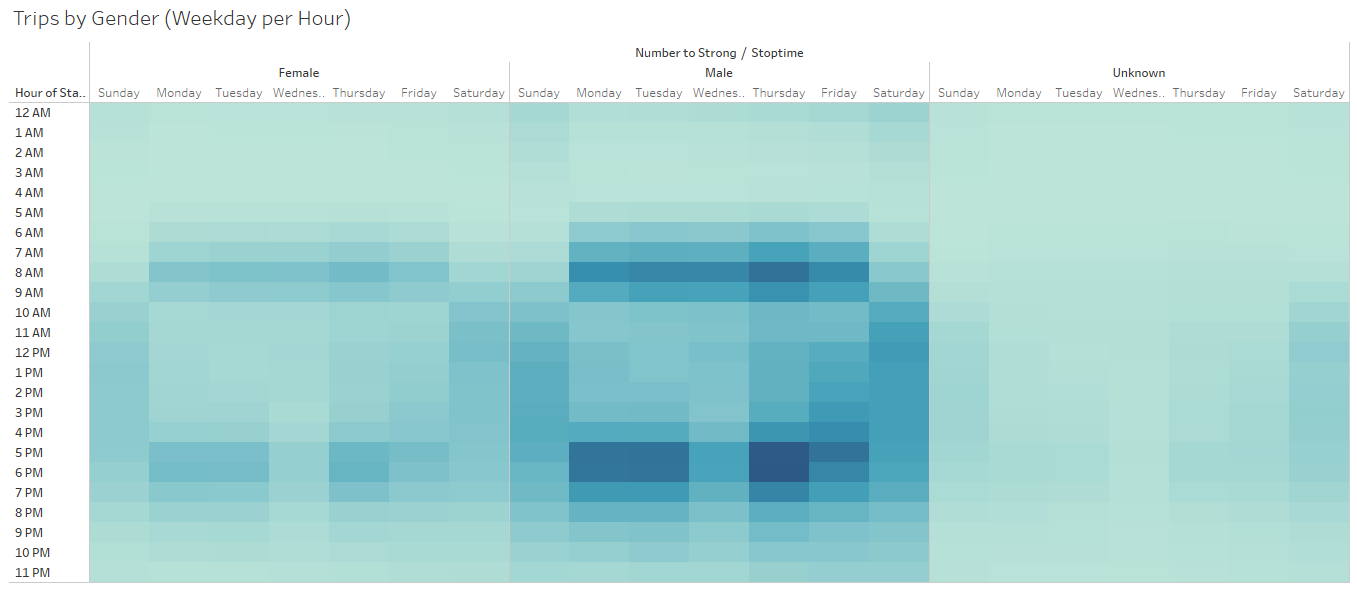 Trips by Gender (Weekday per Hour)
Number to Strong / Stoptime
Female Male Unknown
Hour of Sta.. Sunday Monday Tuesday Wednes.. Thursday Friday Saturday Sunday Monday Tuesday Wednes.. Thursday Friday Saturday Sunday Monday Tuesday Wednes.. Thursday Friday Saturday
12 AM
1 AM
2 AM
3 AM
4 AM
5 AM
6 AM
7 AM
8 AM
9 AM
10 AM
11 AM
12 PM
1 PM
2 PM
3 PM
4 PM
5 PM
6 PM
7 PM
8 PM
9 PM
10 PM
11 PM